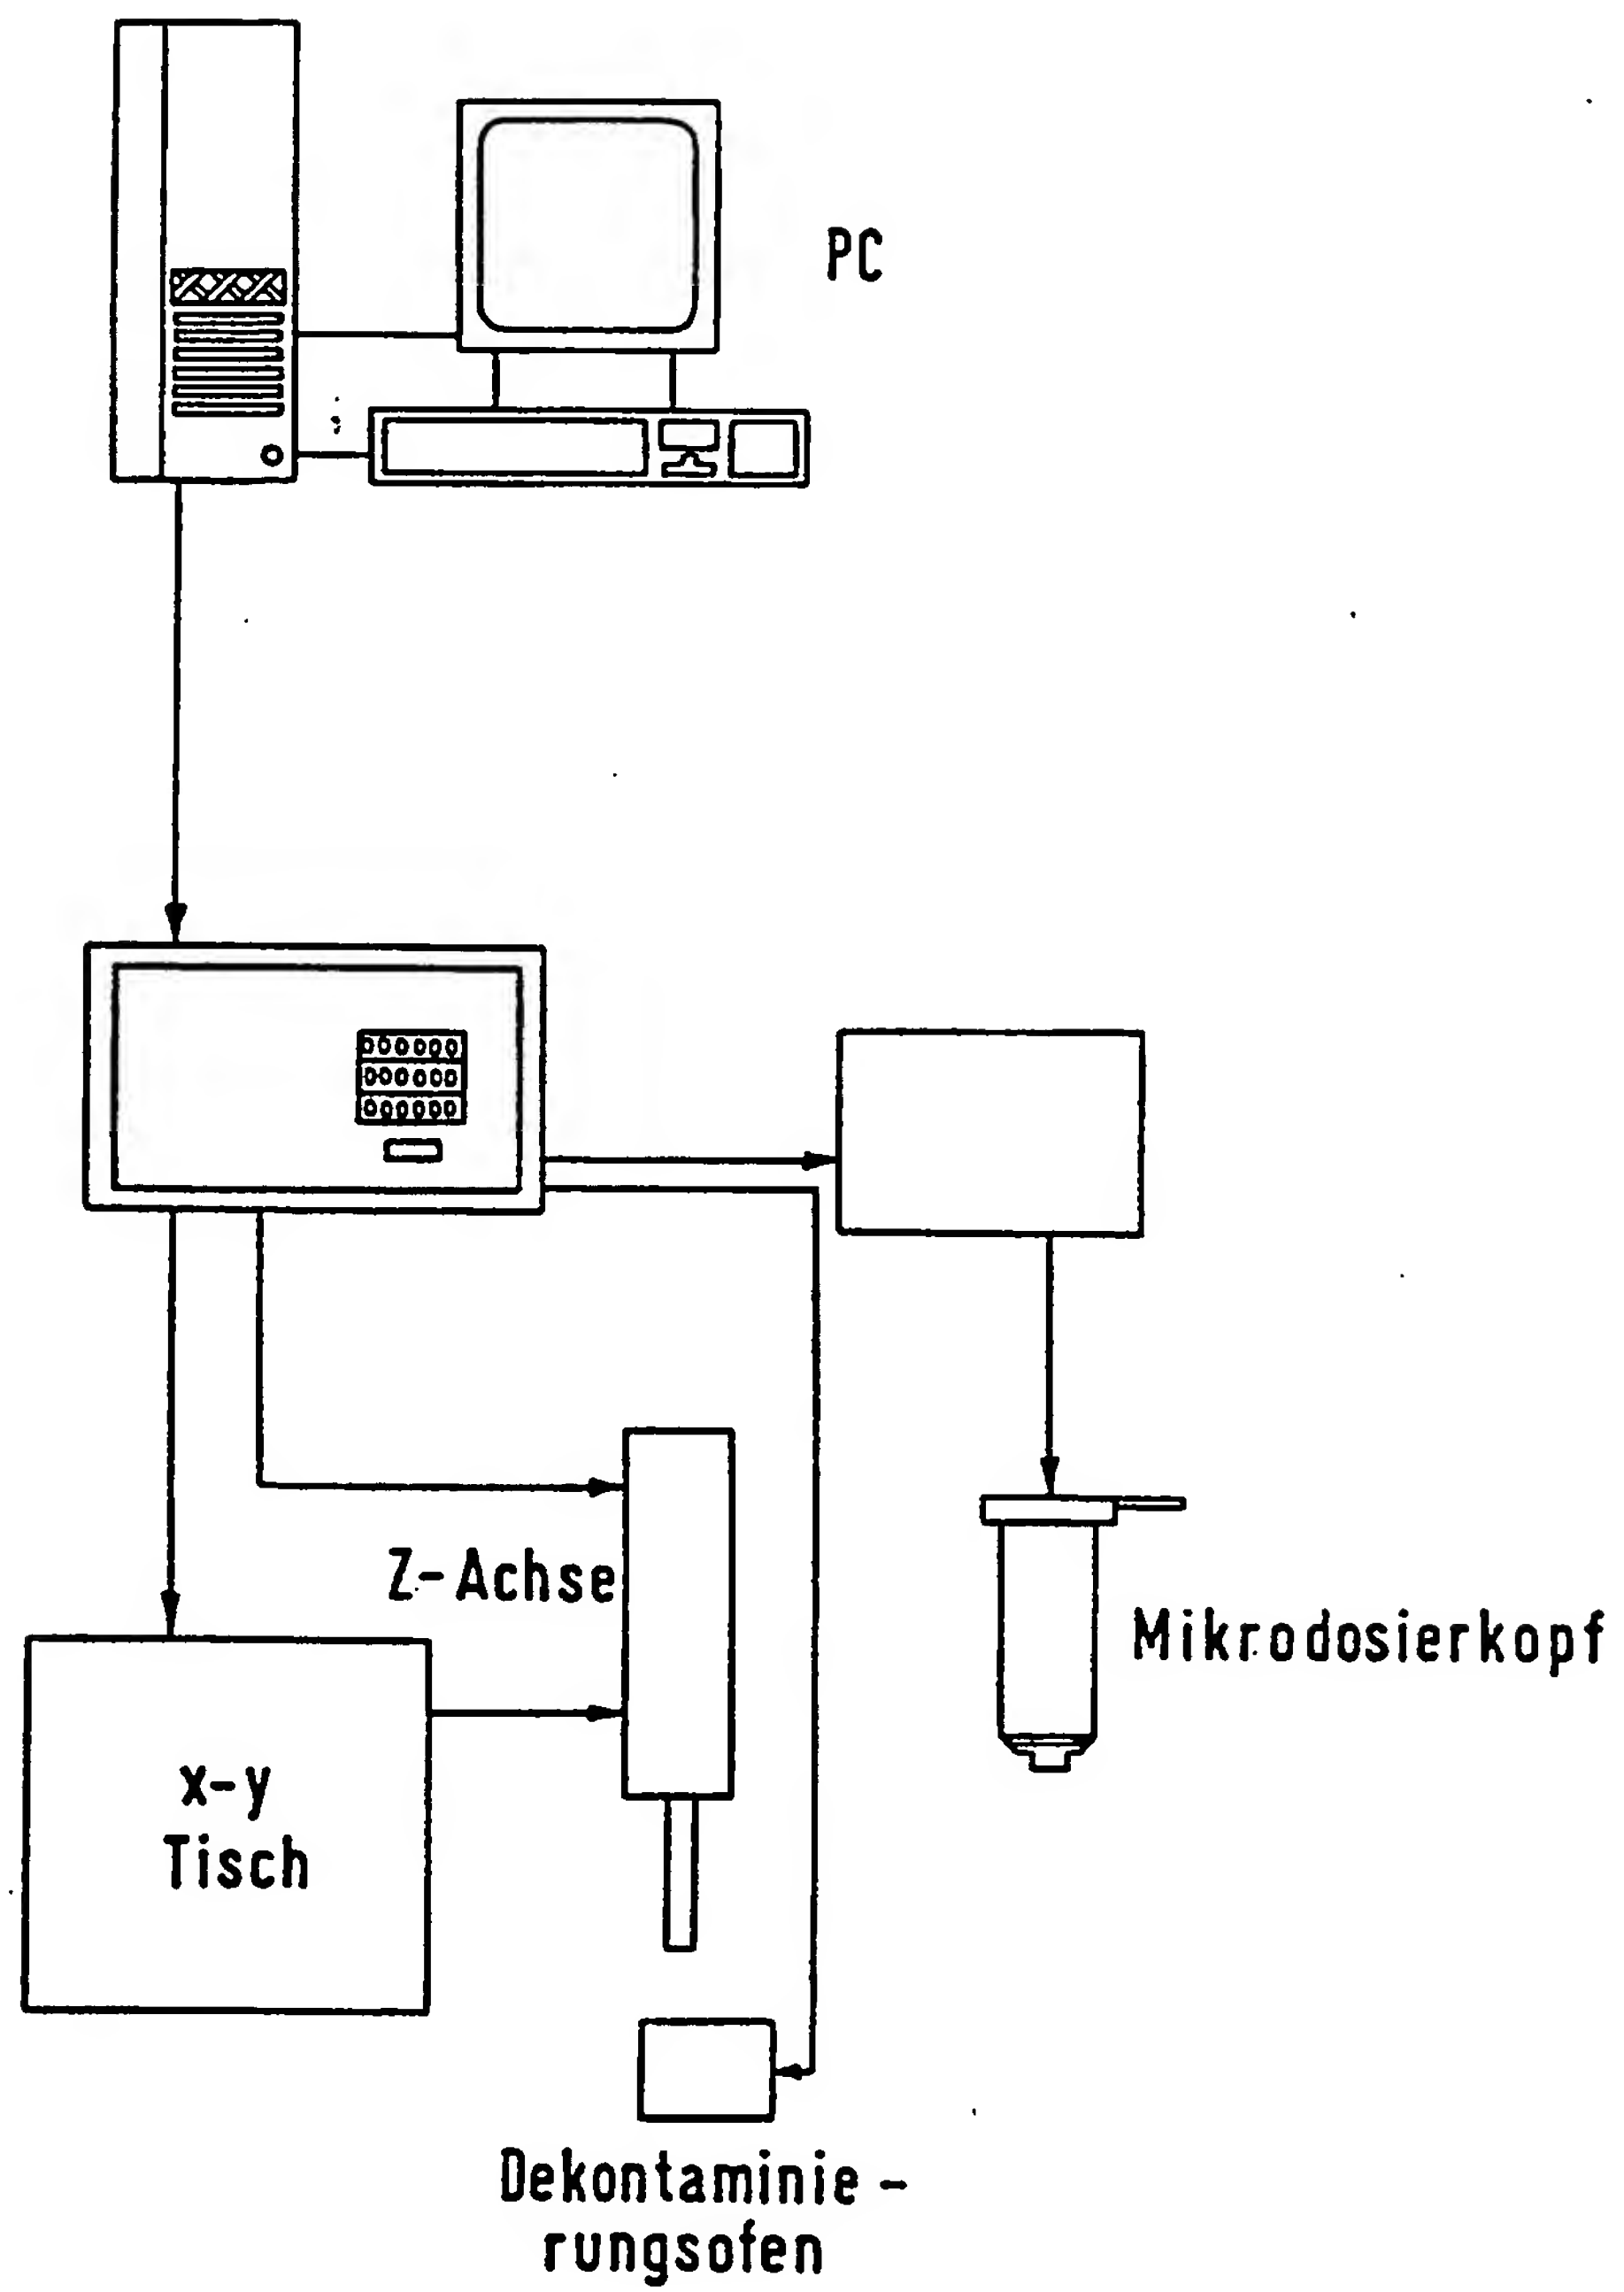 PC
Z-Achse
Mikrodosierkopf
x-y
Tisch
Dekontaminie-
rungsofen